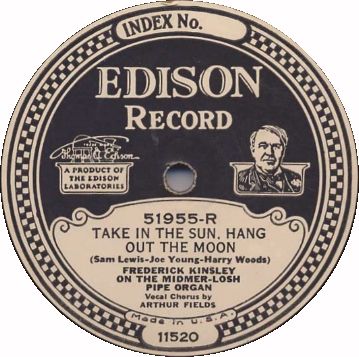 INDEX No.
EDISON
RECORD
TRADE MARK
Thomas A Edison
A PRODUCT OF
THE EDISON
LABORATORIES
51955-R
TAKE IN THE SUN, HANG
OUT THE MOON
(Sam Lewis-Joe Young-Harry Woods)
FREDERICK KINSLEY
ON THE MIDMER-LOSH
PIPE ORGAN
Vocal Chorus by
ARTHUR FIELDS
Made in U.S.A.
11520